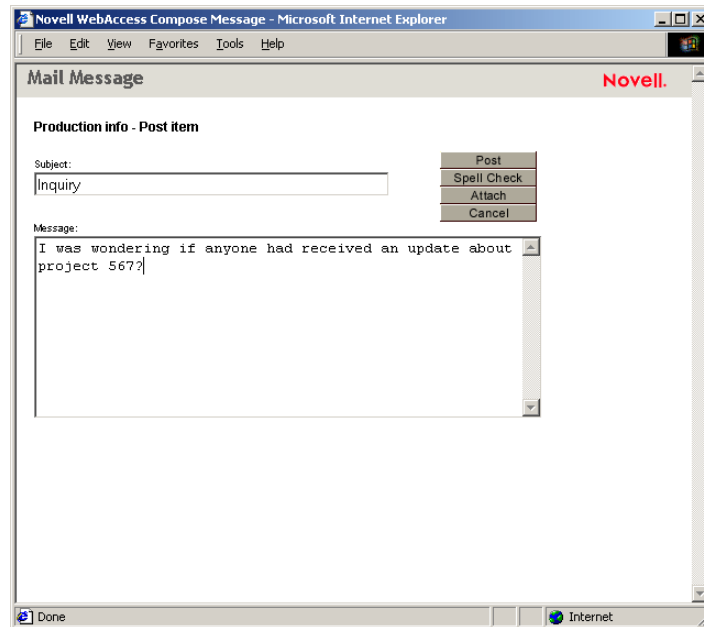 Novell WebAccess Compose Message - Microsoft Internet Explorer
File Edit View Favorites Tools Help
Mail Message
Novell.
Production info - Post item
Subject:
Inquiry
Post
Spell Check
Attach
Cancel
Message:
I was wondering if anyone had received an update about
project 567?
Done
Internet